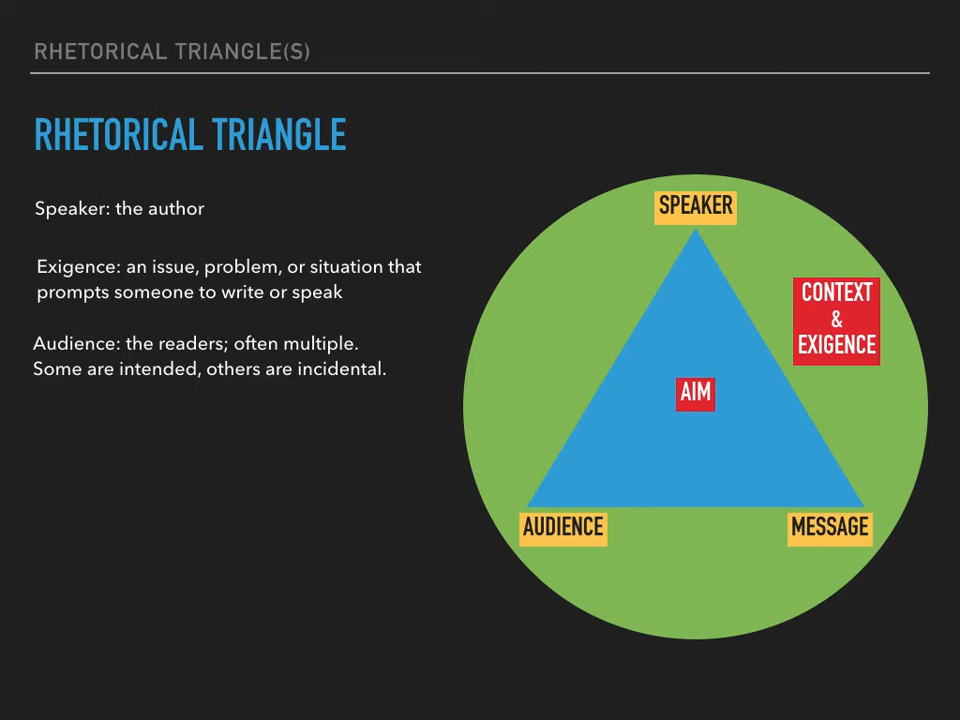 RHETORICAL TRIANGLE(S)
RHETORICAL TRIANGLE
Speaker: the author
Exigence: an issue, problem, or situation that
prompts someone to write or speak
Audience: the readers; often multiple.
Some are intended, others are incidental.
SPEAKER
CONTEXT
&
EXIGENCE
AIM
AUDIENCE
MESSAGE